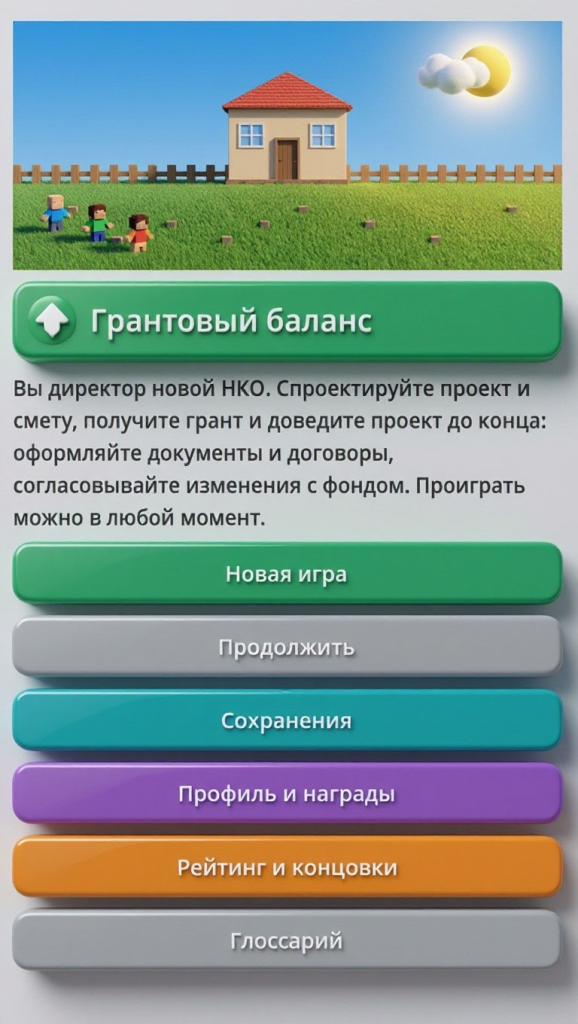 Грантовый баланс
Вы директор новой НКО. Спроектируйте проект и
смету, получите грант и доведите проект до конца:
оформляйте документы и договоры,
согласовывайте изменения с фондом. Проиграть
можно в любой момент.
Новая игра
Продолжить
Сохранения
Профиль и награды
Рейтинг и концовки
Глоссарий